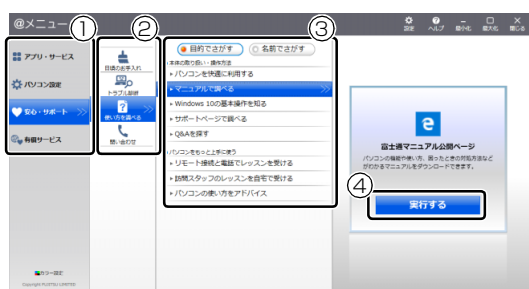 @メニュー
設定
ヘルプ
最小化
最大化
閉じる
①
②
③
アプリ・サービス
パソコン設定
安心・サポート
有償サービス
日頃のお手入れ
トラブル診断
使い方を調べる
問い合わせ
目的でさがす
名前でさがす
本体の取り扱い・操作方法
パソコンを快適に利用する
マニュアルで調べる
Windows 10の基本操作を知る
サポートページで調べる
Q&Aを探す
パソコンをもっと上手に使う
リモート接続と電話でレッスンを受ける
訪問スタッフのレッスンを自宅で受ける
パソコンの使い方をアドバイス
富士通マニュアル公開ページ
パソコンの機能や使い方、困ったときの対処方法など
がわかるマニュアルをダウンロードできます。
④
実行する
カラー設定
Copyright FUJITSU LIMITED